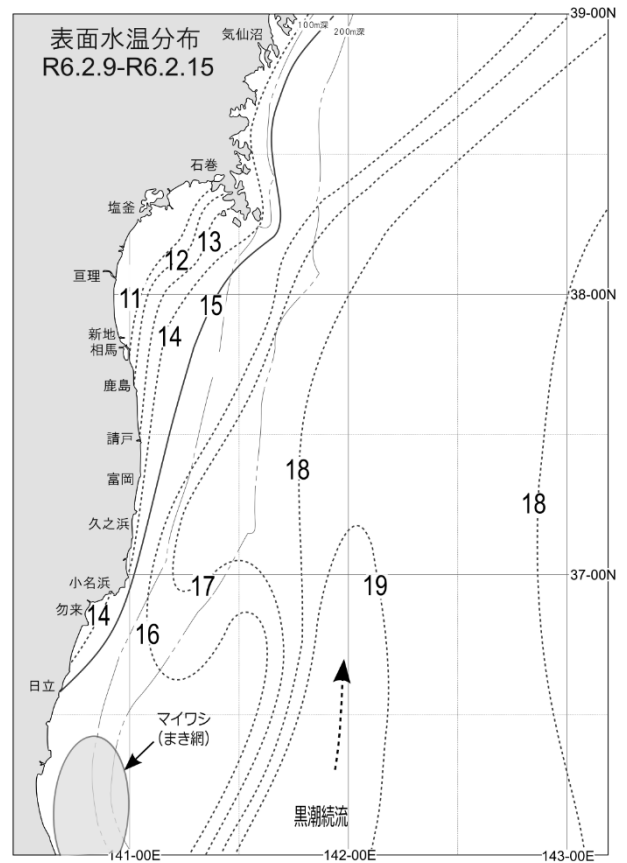 表面水温分布
R6.2.9-R6.2.15
気仙沼
100m深
200m深
39-00N
石巻
塩釜
13
12
亘理
11
15
38-00N
14
新地
相馬
鹿島
請戸
18
富岡
18
久之浜
37-00N
小名浜
17
19
勿来
14
16
日立
マイワシ
(まき網)
黒潮続流
141-00E
142-00E
143-00E